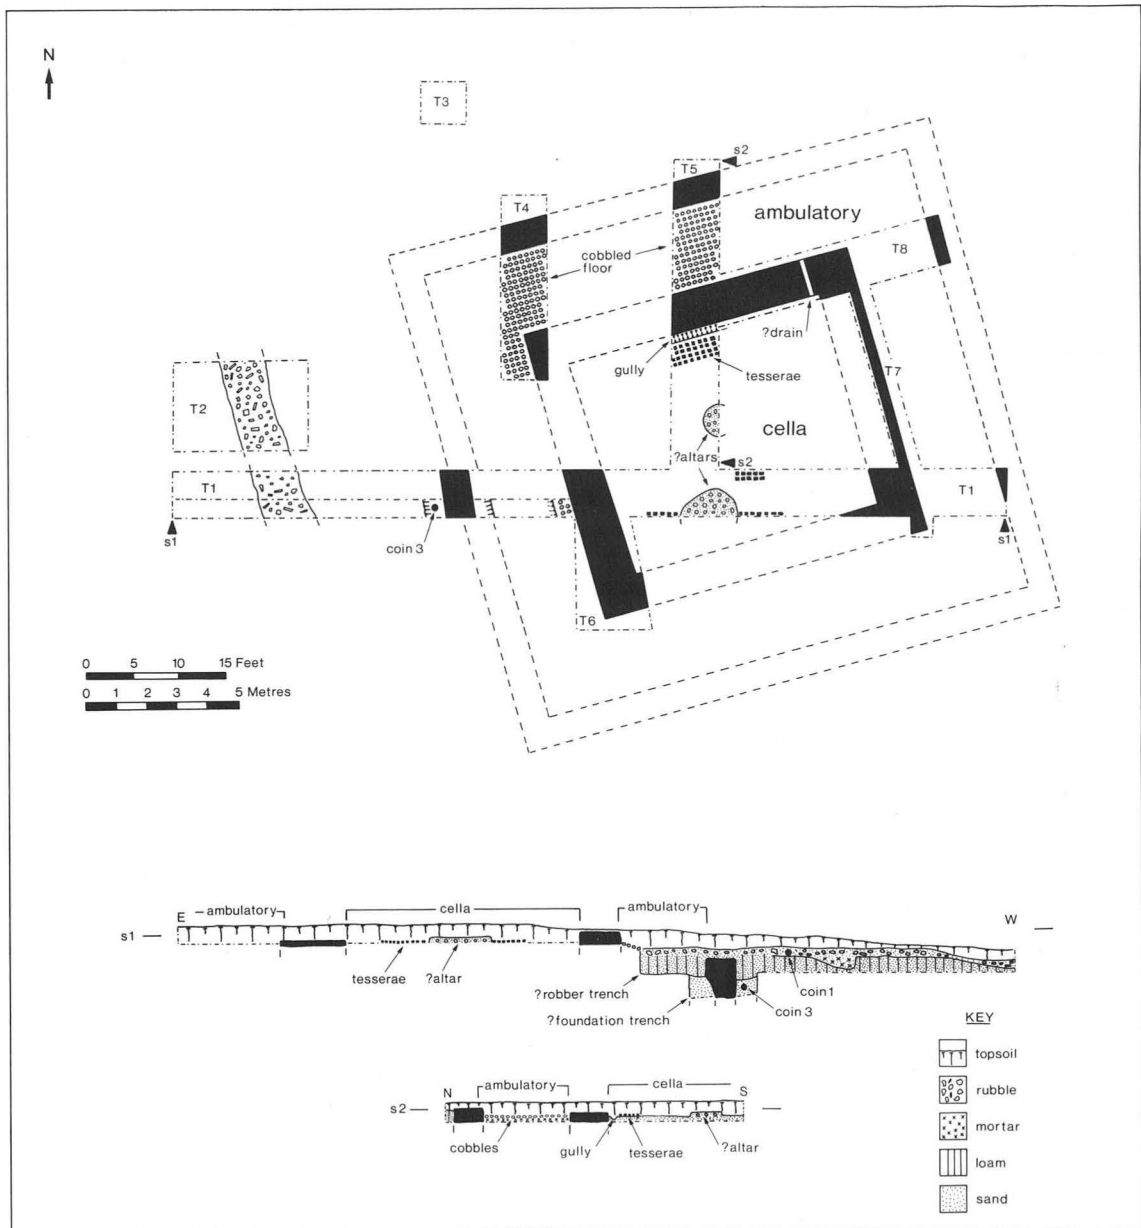 N
T3
s2
T5
T4
ambulatory
cobbled
floor
T8
?drain
gully
tesserae
T7
T2
cella
?altars
s2
T1
T1
s1
coin 3
s1
T6
0 5 10 15 Feet
0 1 2 3 4 5 Metres
E
ambulatory
cella
ambulatory
W
s1
tesserae
?altar
?robber trench
coin 1
?foundation trench
coin 3
KEY
topsoil
rubble
mortar
loam
sand
N
ambulatory
cella
S
s2
cobbles
gully
tesserae
?altar